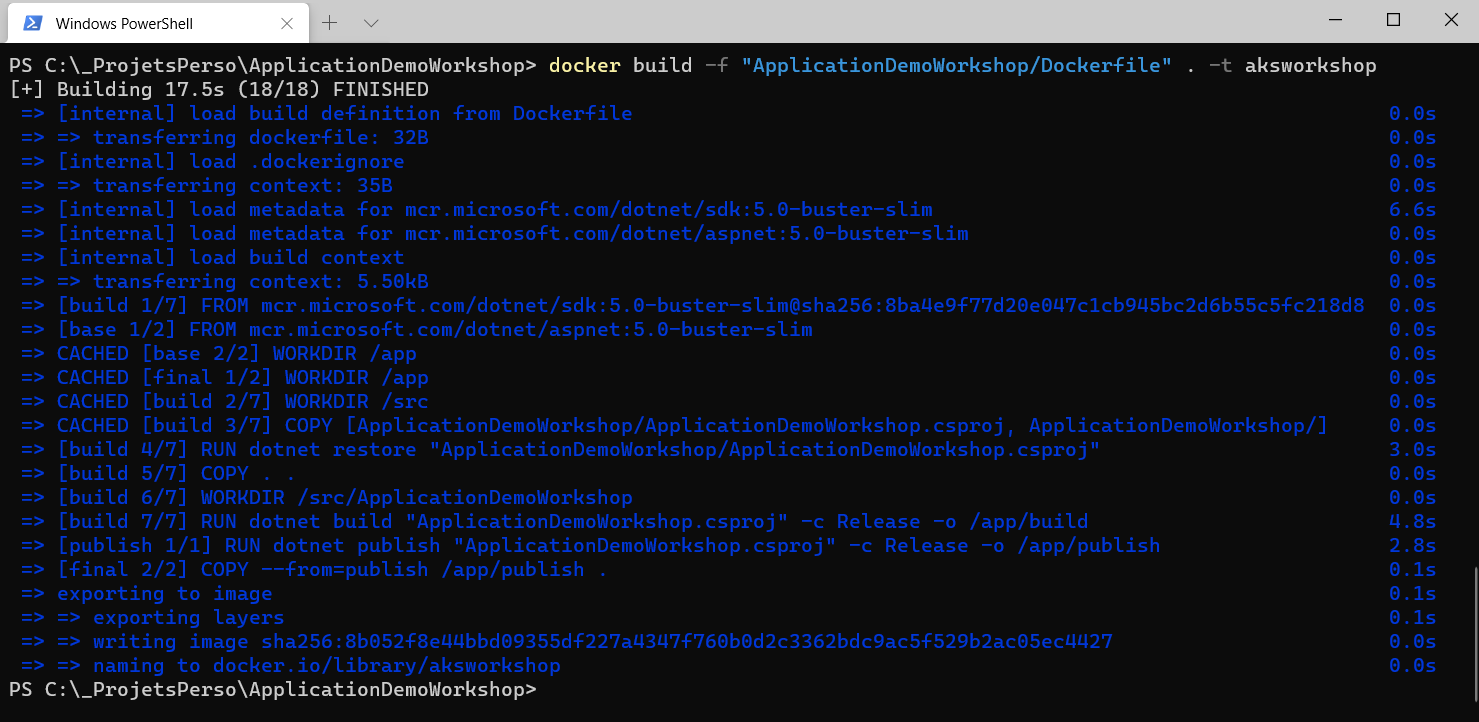 Windows PowerShell
PS C:\_ProjetsPerso\ApplicationDemoWorkshop> docker build -f "ApplicationDemoWorkshop/Dockerfile" . -t aksworkshop
[+] Building 17.5s (18/18) FINISHED
=> [internal] load build definition from Dockerfile 0.0s
=> => transferring dockerfile: 32B 0.0s
=> [internal] load .dockerignore 0.0s
=> => transferring context: 35B 0.0s
=> [internal] load metadata for mcr.microsoft.com/dotnet/sdk:5.0-buster-slim 6.6s
=> [internal] load metadata for mcr.microsoft.com/dotnet/aspnet:5.0-buster-slim 0.0s
=> [internal] load build context 0.0s
=> => transferring context: 5.50kB 0.0s
=> [build 1/7] FROM mcr.microsoft.com/dotnet/sdk:5.0-buster-slim@sha256:8ba4e9f77d20e047c1cb945bc2d6b55c5fc218d8 0.0s
=> [base 1/2] FROM mcr.microsoft.com/dotnet/aspnet:5.0-buster-slim 0.0s
=> CACHED [base 2/2] WORKDIR /app 0.0s
=> CACHED [final 1/2] WORKDIR /app 0.0s
=> CACHED [build 2/7] WORKDIR /src 0.0s
=> CACHED [build 3/7] COPY [ApplicationDemoWorkshop/ApplicationDemoWorkshop.csproj, ApplicationDemoWorkshop/] 0.0s
=> [build 4/7] RUN dotnet restore "ApplicationDemoWorkshop/ApplicationDemoWorkshop.csproj" 3.0s
=> [build 5/7] COPY . . 0.0s
=> [build 6/7] WORKDIR /src/ApplicationDemoWorkshop 0.0s
=> [build 7/7] RUN dotnet build "ApplicationDemoWorkshop.csproj" -c Release -o /app/build 4.8s
=> [publish 1/1] RUN dotnet publish "ApplicationDemoWorkshop.csproj" -c Release -o /app/publish 2.8s
=> [final 2/2] COPY --from=publish /app/publish . 0.1s
=> exporting to image 0.1s
=> => exporting layers 0.1s
=> => writing image sha256:8b052f8e44bbd09355df227a4347f760b0d2c3362bdc9ac5f529b2ac05ec4427 0.0s
=> => naming to docker.io/library/aksworkshop 0.0s
PS C:\_ProjetsPerso\ApplicationDemoWorkshop>